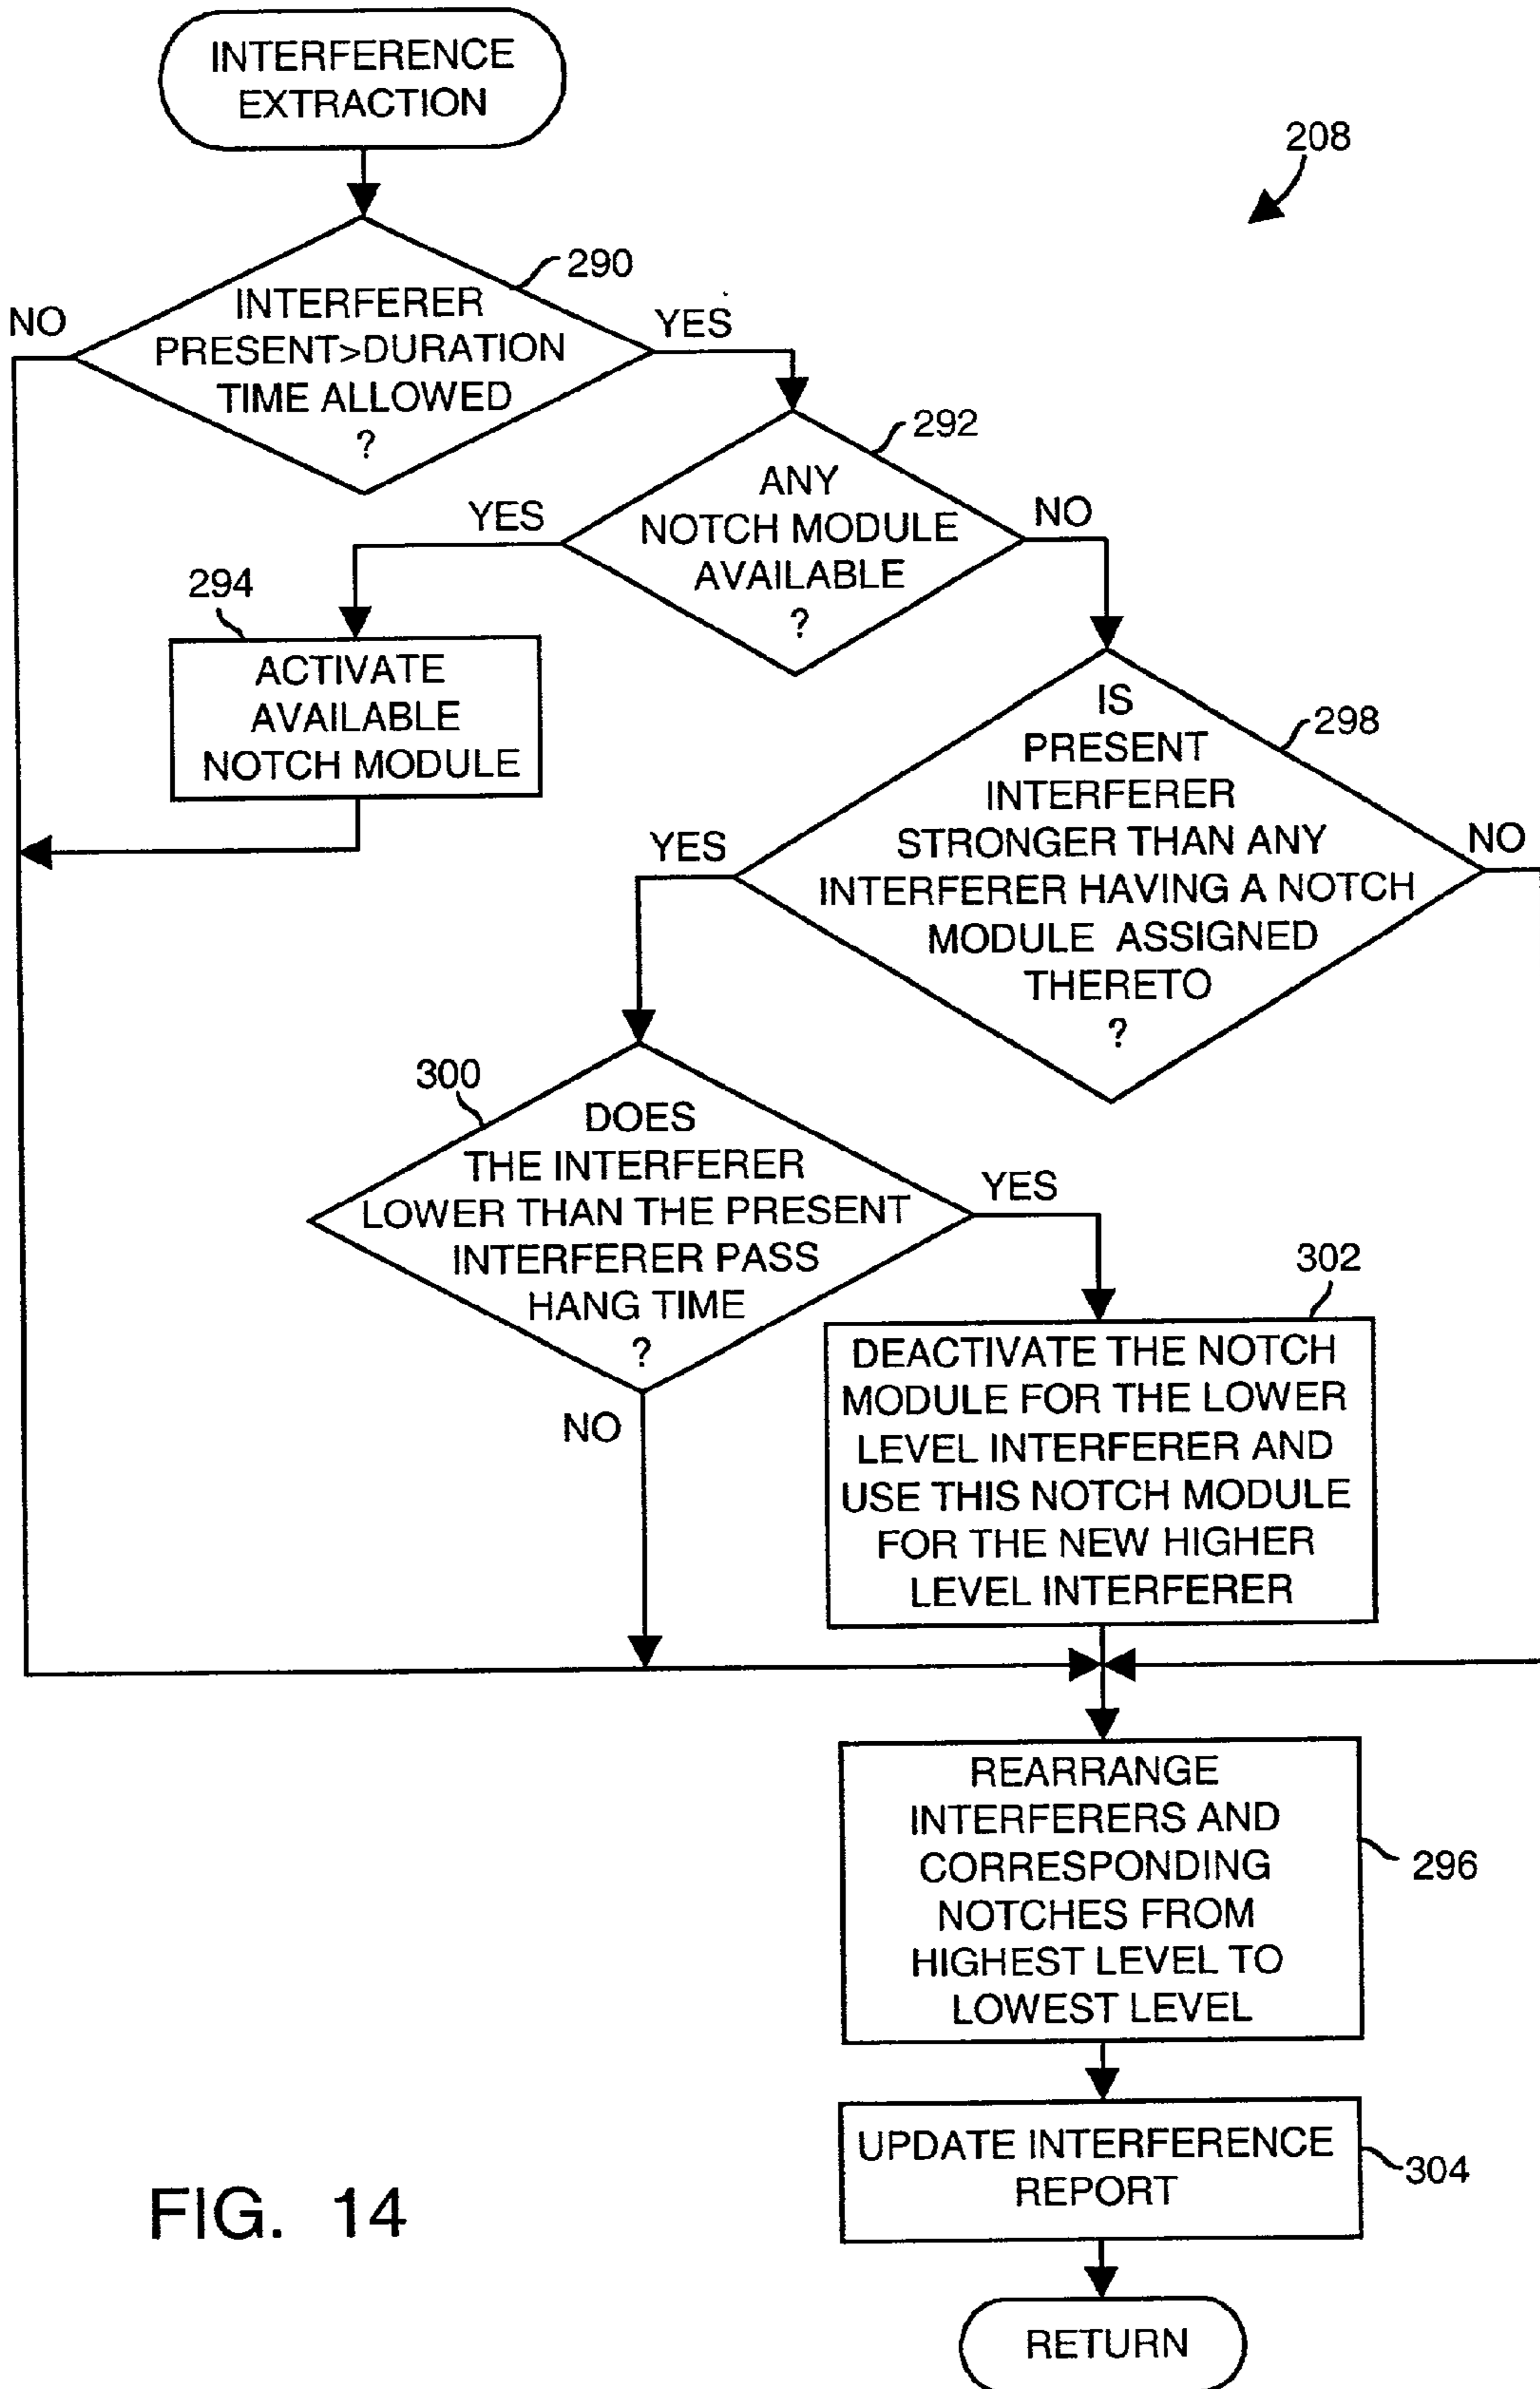 INTERFERENCE
EXTRACTION
208
290
NO
INTERFERER
PRESENT>DURATION
TIME ALLOWED
?
YES
292
ANY
NOTCH MODULE
AVAILABLE
?
YES
NO
294
ACTIVATE
AVAILABLE
NOTCH MODULE
298
IS
PRESENT
INTERFERER
STRONGER THAN ANY
INTERFERER HAVING A NOTCH
MODULE ASSIGNED
THERETO
?
YES
NO
300
DOES
THE INTERFERER
LOWER THAN THE PRESENT
INTERFERER PASS
HANG TIME
?
YES
NO
302
DEACTIVATE THE NOTCH
MODULE FOR THE LOWER
LEVEL INTERFERER AND
USE THIS NOTCH MODULE
FOR THE NEW HIGHER
LEVEL INTERFERER
REARRANGE
INTERFERERS AND
CORRESPONDING
NOTCHES FROM
HIGHEST LEVEL TO
LOWEST LEVEL
296
UPDATE INTERFERENCE
REPORT
304
FIG. 14
RETURN